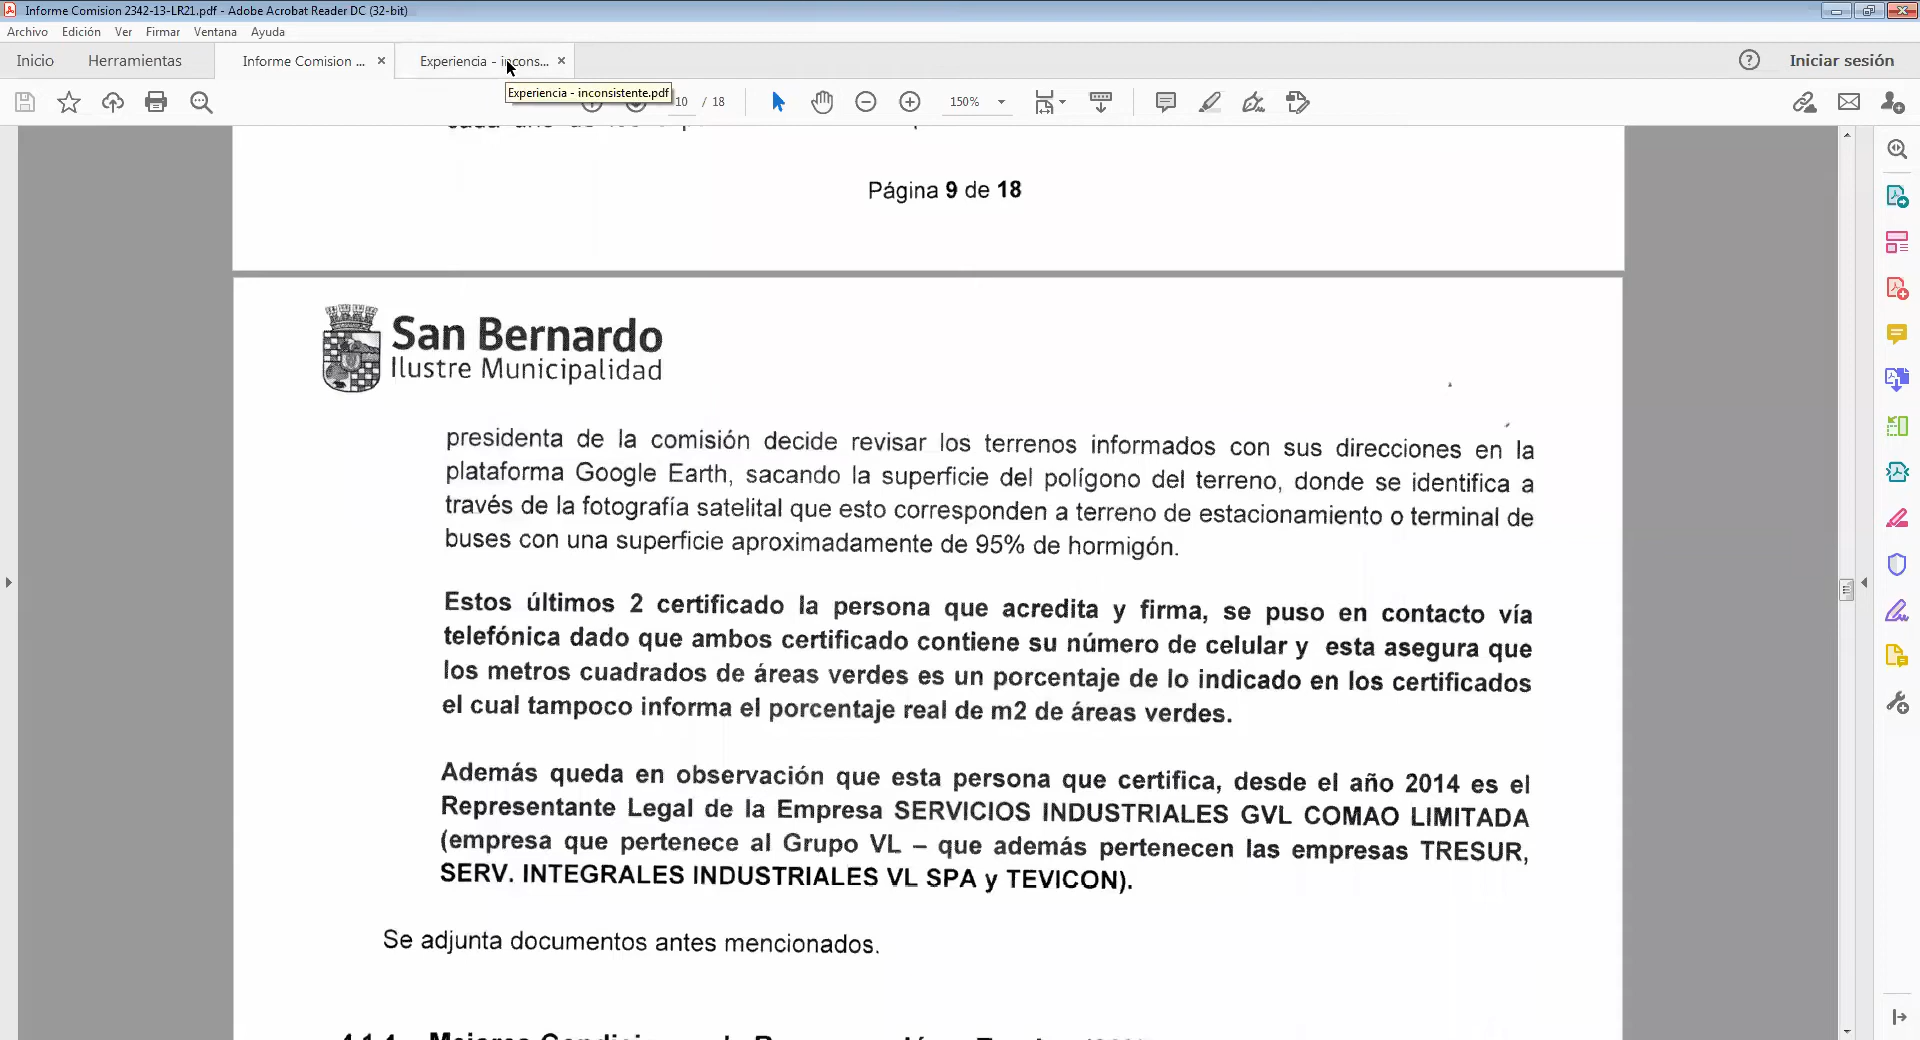 Informe Comision 2342-13-LR21.pdf - Adobe Acrobat Reader DC (32-bit)
Archivo Edición Ver Firmar Ventana Ayuda
Inicio Herramientas Informe Comision ... Experiencia - incons... Iniciar sesión
Experiencia - inconsistente.pdf
10 / 18 150%
Página 9 de 18
San Bernardo
Ilustre Municipalidad
presidenta de la comisión decide revisar los terrenos informados con sus direcciones en la
plataforma Google Earth, sacando la superficie del polígono del terreno, donde se identifica a
través de la fotografía satelital que esto corresponden a terreno de estacionamiento o terminal de
buses con una superficie aproximadamente de 95% de hormigón.
Estos últimos 2 certificado la persona que acredita y firma, se puso en contacto vía
telefónica dado que ambos certificado contiene su número de celular y esta asegura que
los metros cuadrados de áreas verdes es un porcentaje de lo indicado en los certificados
el cual tampoco informa el porcentaje real de m2 de áreas verdes.
Además queda en observación que esta persona que certifica, desde el año 2014 es el
Representante Legal de la Empresa SERVICIOS INDUSTRIALES GVL COMAO LIMITADA
(empresa que pertenece al Grupo VL – que además pertenecen las empresas TRESUR,
SERV. INTEGRALES INDUSTRIALES VL SPA y TEVICON).
Se adjunta documentos antes mencionados.